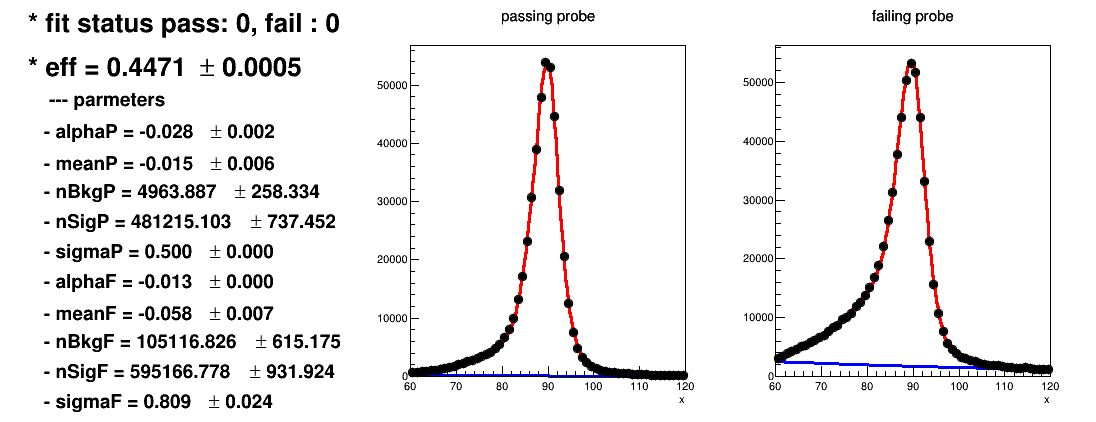 * fit status pass: 0, fail : 0
* eff = 0.4471 ± 0.0005
--- parmeters
- alphaP = -0.028 ± 0.002
- meanP = -0.015 ± 0.006
- nBkgP = 4963.887 ± 258.334
- nSigP = 481215.103 ± 737.452
- sigmaP = 0.500 ± 0.000
- alphaF = -0.013 ± 0.000
- meanF = -0.058 ± 0.007
- nBkgF = 105116.826 ± 615.175
- nSigF = 595166.778 ± 931.924
- sigmaF = 0.809 ± 0.024
passing probe
50000
40000
30000
20000
10000
0
60 70 80 90 100 110 120
x
failing probe
50000
40000
30000
20000
10000
0
60 70 80 90 100 110 120
x